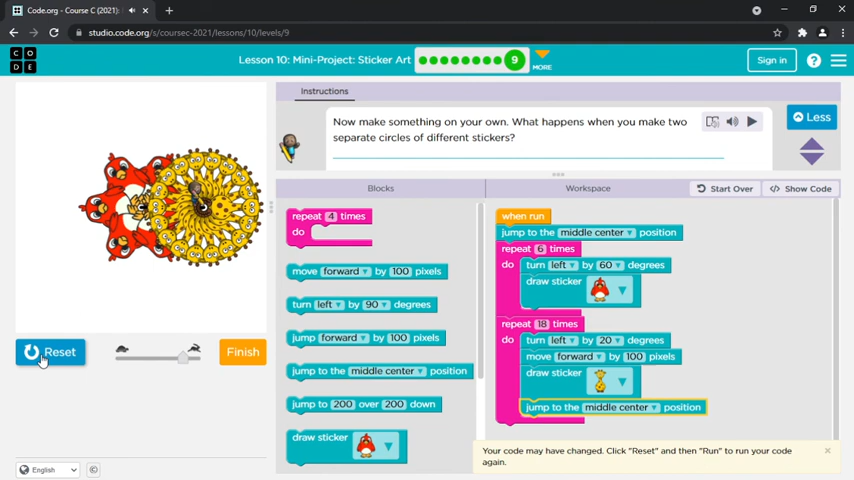 Code.org - Course C (2021):
studio.code.org/s/coursec-2021/lessons/10/levels/9
C O
D E
Lesson 10: Mini-Project: Sticker Art
9
MORE
Sign in
Instructions
Now make something on your own. What happens when you make two
separate circles of different stickers?
Less
Blocks
Workspace
Start Over
</> Show Code
repeat 4 times
do
move forward by 100 pixels
turn left by 90 degrees
jump forward by 100 pixels
jump to the middle center position
jump to 200 over 200 down
draw sticker
when run
jump to the middle center position
repeat 6 times
do turn left by 60 degrees
draw sticker
repeat 18 times
do turn left by 20 degrees
move forward by 100 pixels
draw sticker
jump to the middle center position
Reset
Finish
Your code may have changed. Click "Reset" and then "Run" to run your code
again.
English